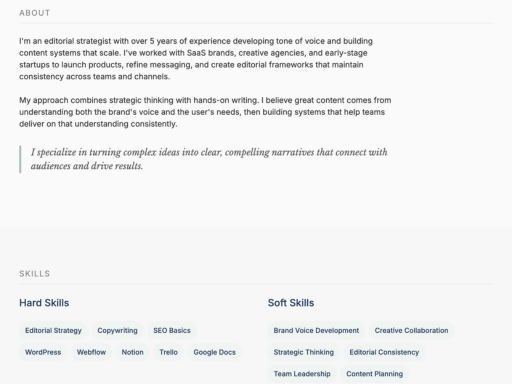 ABOUT
I'm an editorial strategist with over 5 years of experience developing tone of voice and building
content systems that scale. I've worked with SaaS brands, creative agencies, and early-stage
startups to launch products, refine messaging, and create editorial frameworks that maintain
consistency across teams and channels.
My approach combines strategic thinking with hands-on writing. I believe great content comes from
understanding both the brand's voice and the user's needs, then building systems that help teams
deliver on that understanding consistently.
I specialize in turning complex ideas into clear, compelling narratives that connect with
audiences and drive results.
SKILLS
Hard Skills
Editorial Strategy Copywriting SEO Basics
WordPress Webflow Notion Trello Google Docs
Soft Skills
Brand Voice Development Creative Collaboration
Strategic Thinking Editorial Consistency
Team Leadership Content Planning